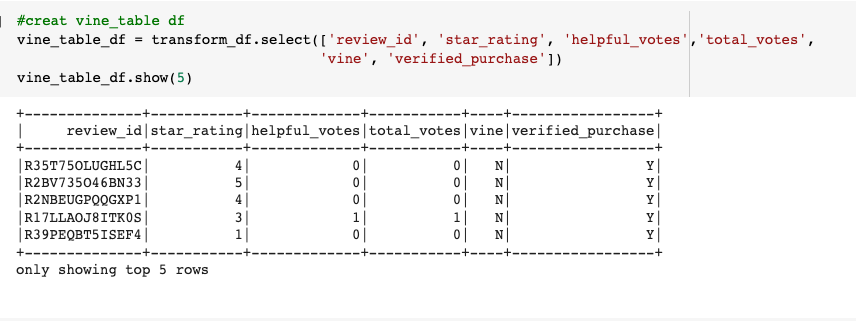 #creat vine_table df
vine_table_df = transform_df.select(['review_id', 'star_rating', 'helpful_votes','total_votes',
                                     'vine', 'verified_purchase'])
vine_table_df.show(5)
+--------------+-----------+-------------+-----------+----+-----------------+
|     review_id|star_rating|helpful_votes|total_votes|vine|verified_purchase|
+--------------+-----------+-------------+-----------+----+-----------------+
|R35T75OLUGHL5C|          4|            0|          0|   N|                Y|
|R2BV735O46BN33|          5|            0|          0|   N|                Y|
|R2NBEUGPQQGXP1|          4|            0|          0|   N|                Y|
|R17LLAOJ8ITK0S|          3|            1|          1|   N|                Y|
|R39PEQBT5ISEF4|          1|            0|          0|   N|                Y|
+--------------+-----------+-------------+-----------+----+-----------------+
only showing top 5 rows